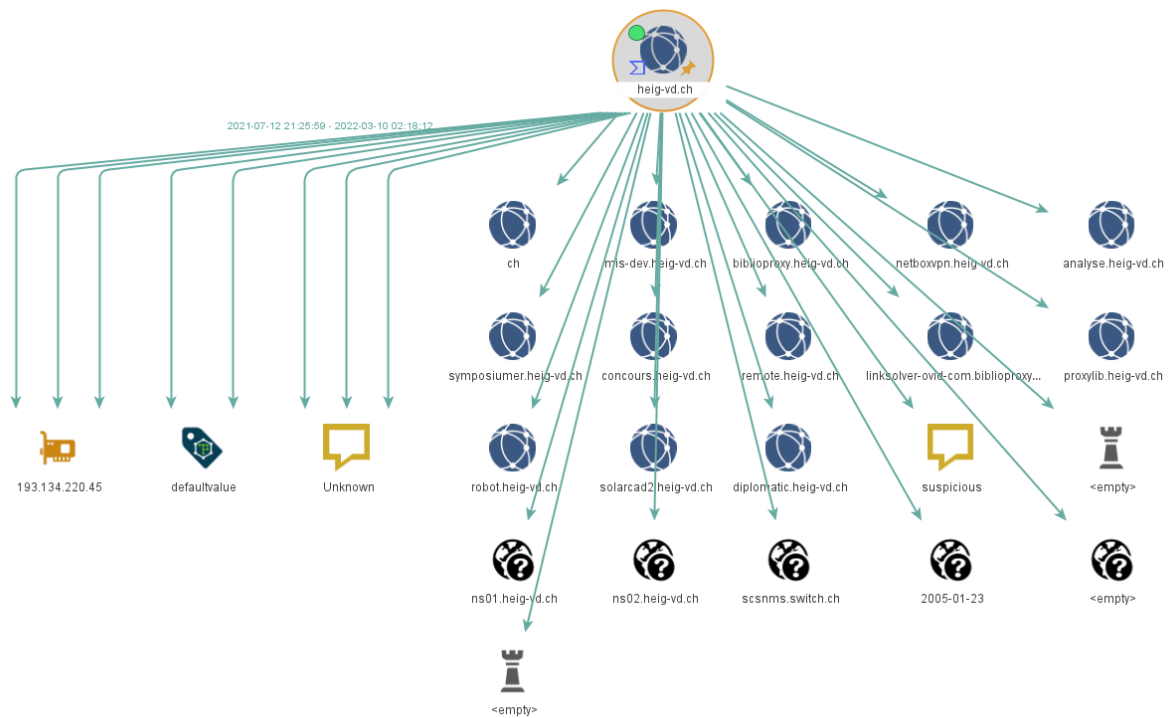 heig-vd.ch
2021-07-12 21:25:59 - 2022-03-10 02:18:12
ch
mis-dev.heig-vd.ch
biblioproxy.heig-vd.ch
netboxvpn.heig-vd.ch
analyse.heig-vd.ch
symposiumer.heig-vd.ch
concours.heig-vd.ch
remote.heig-vd.ch
linksolver-ovid-com.biblioproxy...
proxylib.heig-vd.ch
193.134.220.45
defaultvalue
Unknown
robot.heig-vd.ch
solarcad2.heig-vd.ch
diplomatic.heig-vd.ch
suspicious
<empty>
ns01.heig-vd.ch
ns02.heig-vd.ch
scsnms.switch.ch
2005-01-23
<empty>
<empty>